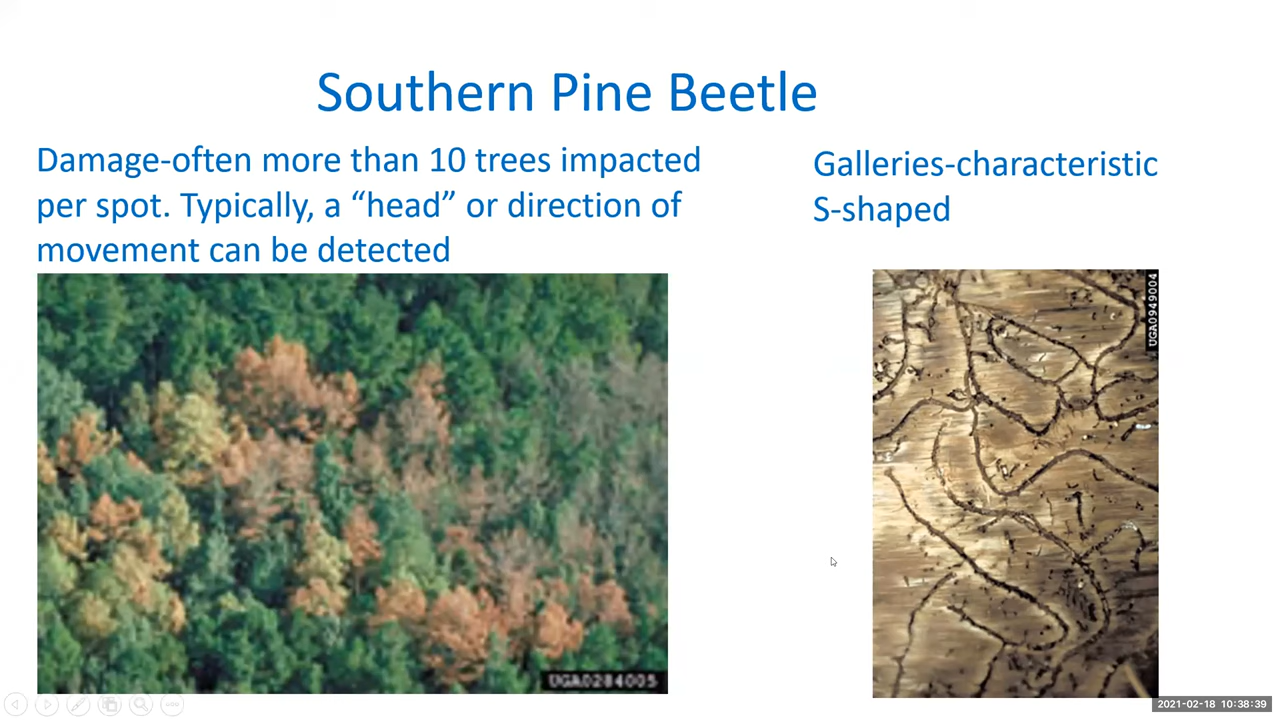 Southern Pine Beetle
Damage-often more than 10 trees impacted
per spot. Typically, a “head” or direction of
movement can be detected
Galleries-characteristic
S-shaped
UGA0284005
UGA0949004
2021-02-18 10:38:39